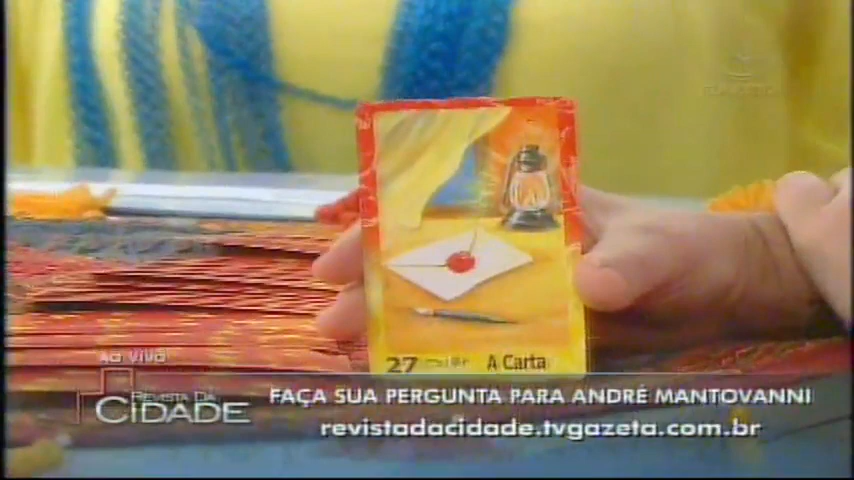 27
A Carta
AO VIVO
REVISTA DA
CIDADE
FAÇA SUA PERGUNTA PARA ANDRÉ MANTOVANNI
revistadacidade.tvgazeta.com.br